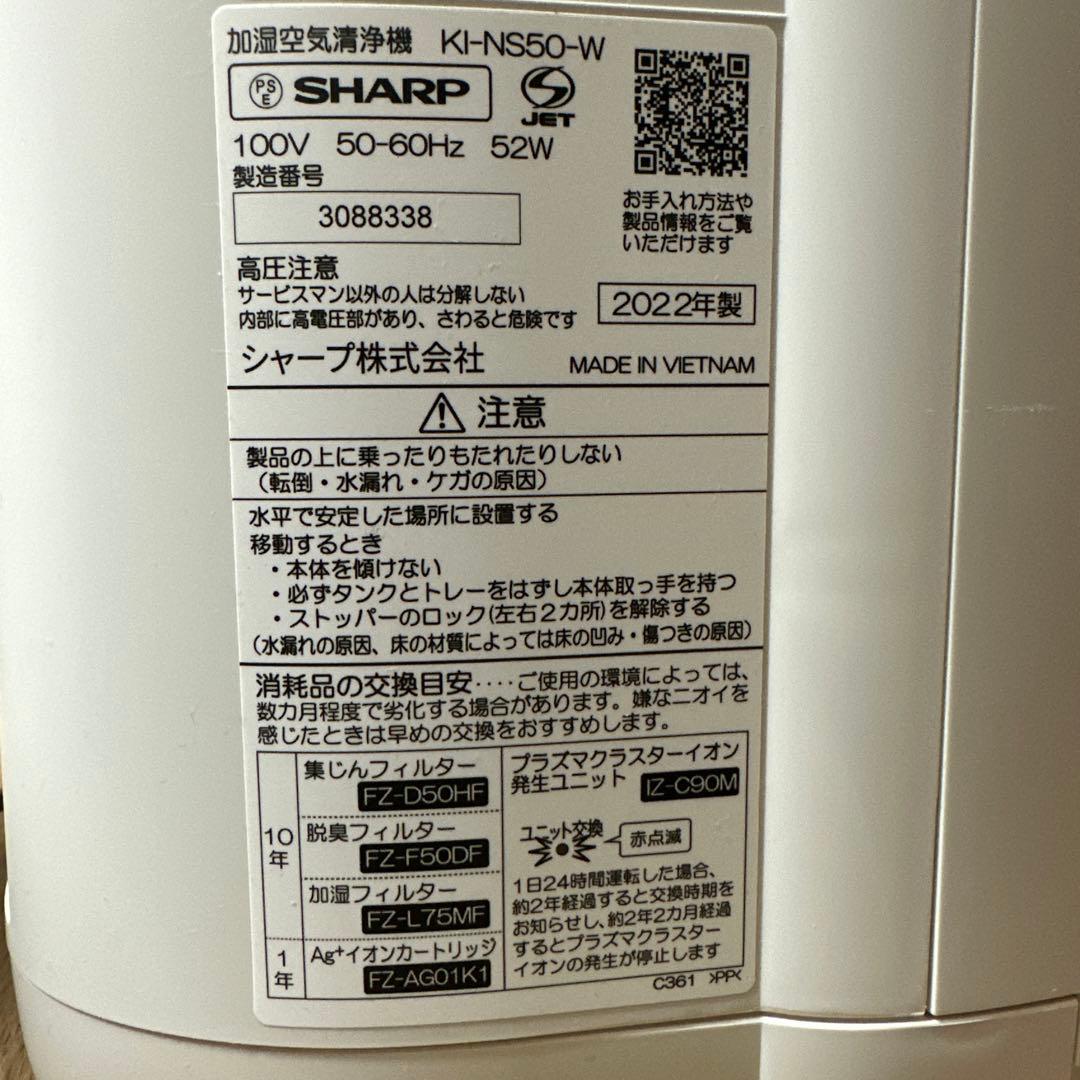 加湿空気清浄機 KI-NS50-W
PSE SHARP
S JET
100V 50-60Hz 52W
製造番号
3088338
お手入れ方法や
製品情報をご覧
いただけます
高圧注意
サービスマン以外の人は分解しない
内部に高電圧部があり、さわると危険です
2022年製
シャープ株式会社
MADE IN VIETNAM
注意
製品の上に乗ったりもたれたりしない
(転倒・水漏れ・ケガの原因)
水平で安定した場所に設置する
移動するとき
・本体を傾けない
・必ずタンクとトレーをはずし本体取っ手を持つ
・ストッパーのロック(左右2カ所)を解除する
(水漏れの原因、床の材質によっては床の凹み・傷つきの原因)
消耗品の交換目安‥‥ご使用の環境によっては、
数カ月程度で劣化する場合があります。嫌なニオイを
感じたときは早めの交換をおすすめします。
10年
集じんフィルター
FZ-D50HF
脱臭フィルター
FZ-F50DF
加湿フィルター
FZ-L75MF
1年
Ag+イオンカートリッジ
FZ-AG01K1
プラズマクラスターイオン
発生ユニット IZ-C90M
ユニット交換
赤点滅
1日24時間運転した場合、
約2年経過すると交換時期を
お知らせし、約2年2カ月経過
するとプラズマクラスター
イオンの発生が停止します
C361 >PP<